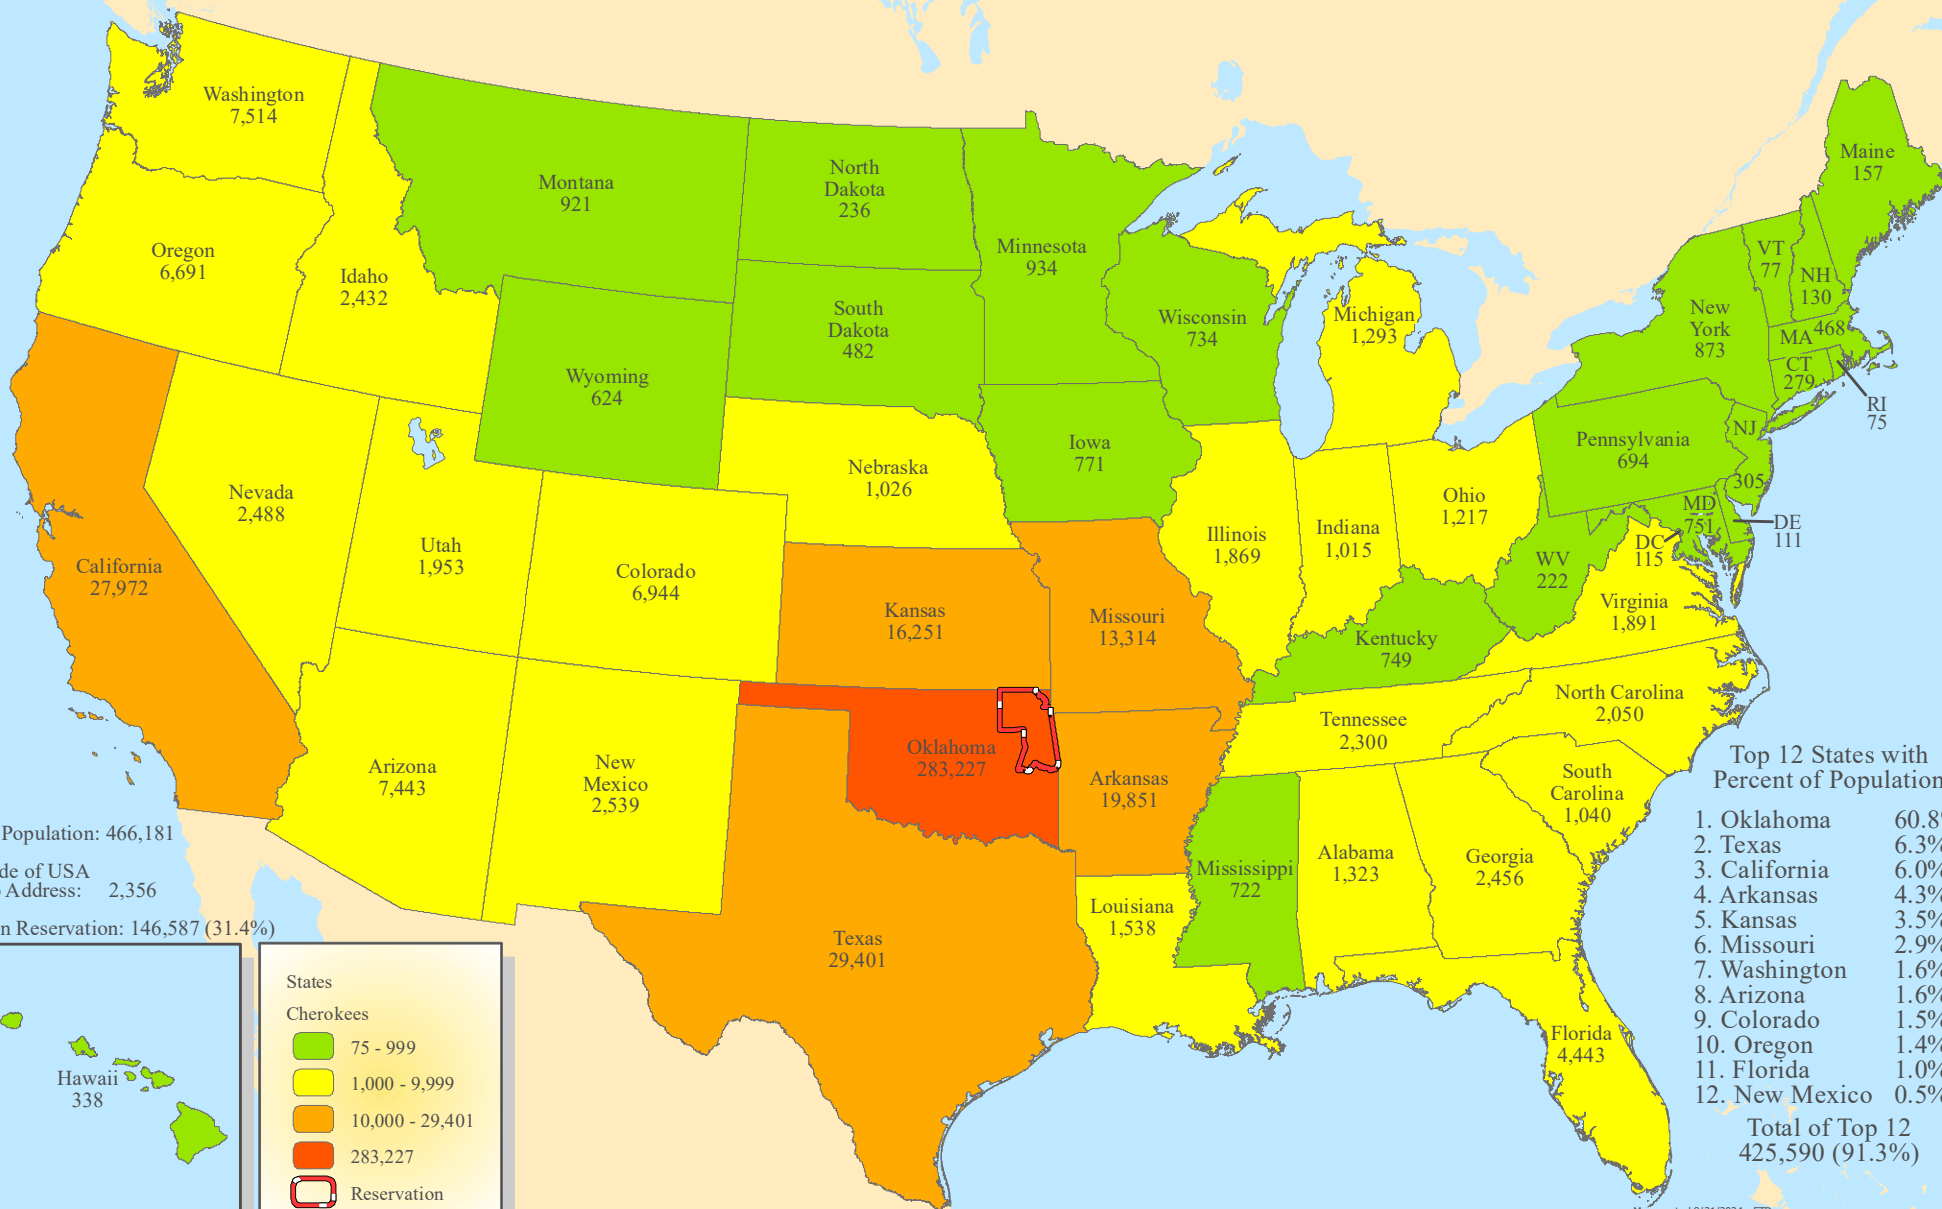 Washington
7,514
Oregon
6,691
Idaho
2,432
Montana
921
North
Dakota
236
Minnesota
934
South
Dakota
482
Wyoming
624
Wisconsin
734
Michigan
1,293
Maine
157
VT
77
NH
130
New
York
873
MA 468
CT
279
RI
75
Pennsylvania
694
NJ
305
MD
751
DE
111
DC
115
WV
222
Virginia
1,891
Nebraska
1,026
Iowa
771
Illinois
1,869
Indiana
1,015
Ohio
1,217
Nevada
2,488
Utah
1,953
Colorado
6,944
California
27,972
Kansas
16,251
Missouri
13,314
Kentucky
749
North Carolina
2,050
Tennessee
2,300
South
Carolina
1,040
Arizona
7,443
New
Mexico
2,539
Oklahoma
283,227
Arkansas
19,851
Mississippi
722
Alabama
1,323
Georgia
2,456
Louisiana
1,538
Texas
29,401
Florida
4,443
Hawaii
338
Population: 466,181
de of USA
Address: 2,356
n Reservation: 146,587 (31.4%)
States
Cherokees
75 - 999
1,000 - 9,999
10,000 - 29,401
283,227
Reservation
Top 12 States with
Percent of Population
1. Oklahoma 60.8%
2. Texas 6.3%
3. California 6.0%
4. Arkansas 4.3%
5. Kansas 3.5%
6. Missouri 2.9%
7. Washington 1.6%
8. Arizona 1.6%
9. Colorado 1.5%
10. Oregon 1.4%
11. Florida 1.0%
12. New Mexico 0.5%
Total of Top 12
425,590 (91.3%)